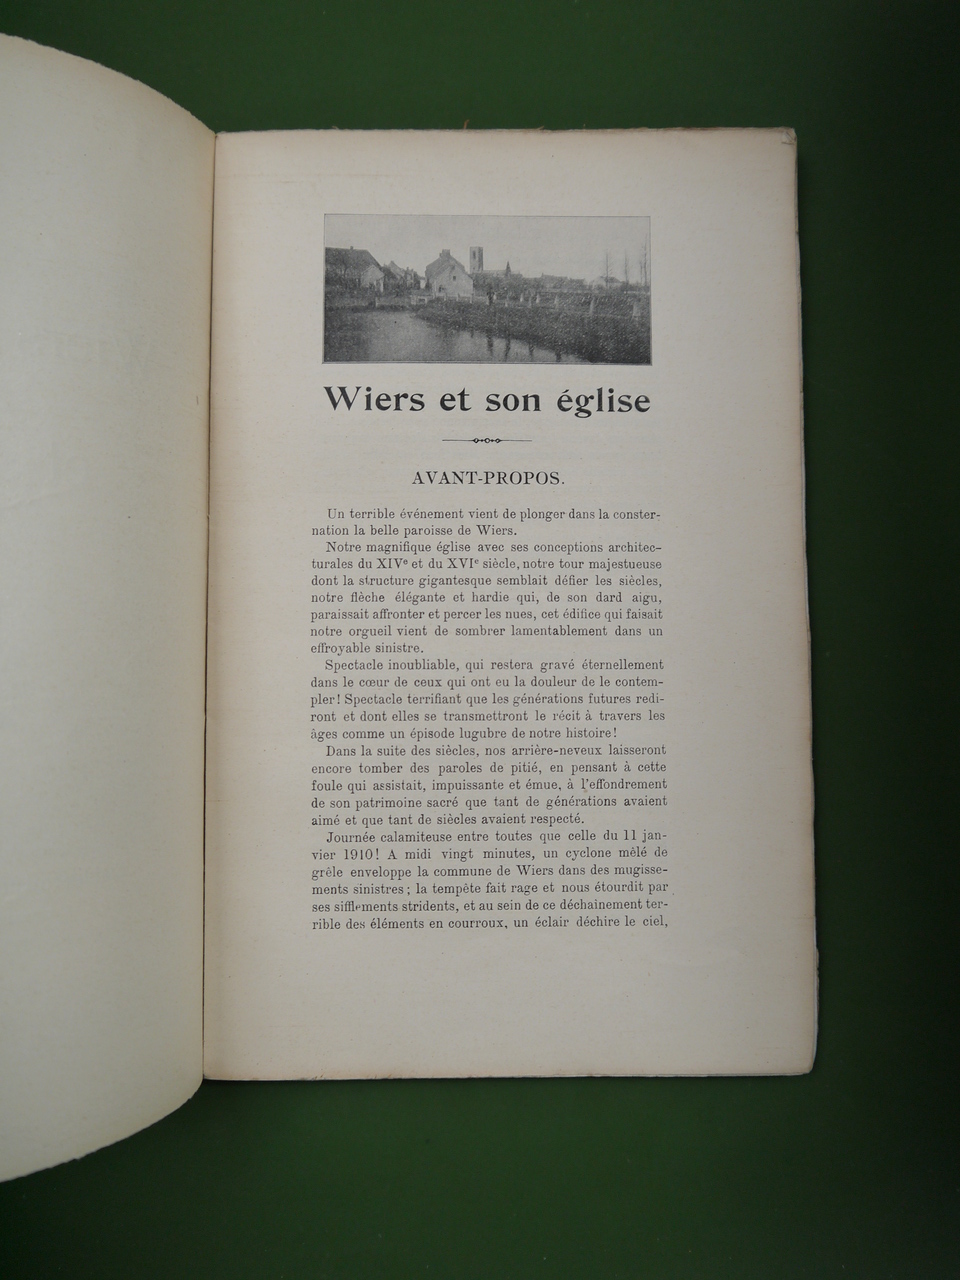 Wiers et son église
AVANT-PROPOS.
Un terrible événement vient de plonger dans la conster-
nation la belle paroisse de Wiers.
Notre magnifique église avec ses conceptions architec-
turales du XIVe et du XVIe siècle, notre tour majestueuse
dont la structure gigantesque semblait défier les siècles,
notre flèche élégante et hardie qui, de son dard aigu,
paraissait affronter et percer les nues, cet édifice qui faisait
notre orgueil vient de sombrer lamentablement dans un
effroyable sinistre.
Spectacle inoubliable, qui restera gravé éternellement
dans le cœur de ceux qui ont eu la douleur de le contem-
pler! Spectacle terrifiant que les générations futures redi-
ront et dont elles se transmettront le récit à travers les
âges comme un épisode lugubre de notre histoire!
Dans la suite des siècles, nos arrière-neveux laisseront
encore tomber des paroles de pitié, en pensant à cette
foule qui assistait, impuissante et émue, à l'effondrement
de son patrimoine sacré que tant de générations avaient
aimé et que tant de siècles avaient respecté.
Journée calamiteuse entre toutes que celle du 11 jan-
vier 1910! A midi vingt minutes, un cyclone mêlé de
grêle enveloppe la commune de Wiers dans des mugisse-
ments sinistres; la tempête fait rage et nous étourdit par
ses sifflements stridents, et au sein de ce déchainement ter-
rible des éléments en courroux, un éclair déchire le ciel,